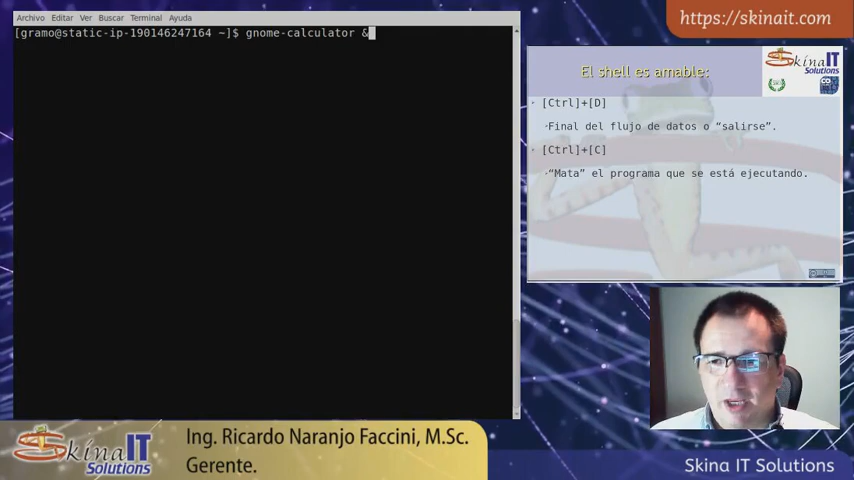 Archivo Editar Ver Buscar Terminal Ayuda
[gramo@static-ip-190146247164 ~]$ gnome-calculator &
https://skinait.com
El shell es amable:
Skína IT
Solutions
[Ctrl]+[D]
Final del flujo de datos o “salirse”.
[Ctrl]+[C]
“Mata” el programa que se está ejecutando.
Skína IT
Solutions
Ing. Ricardo Naranjo Faccini, M.Sc.
Gerente.
Skina IT Solutions